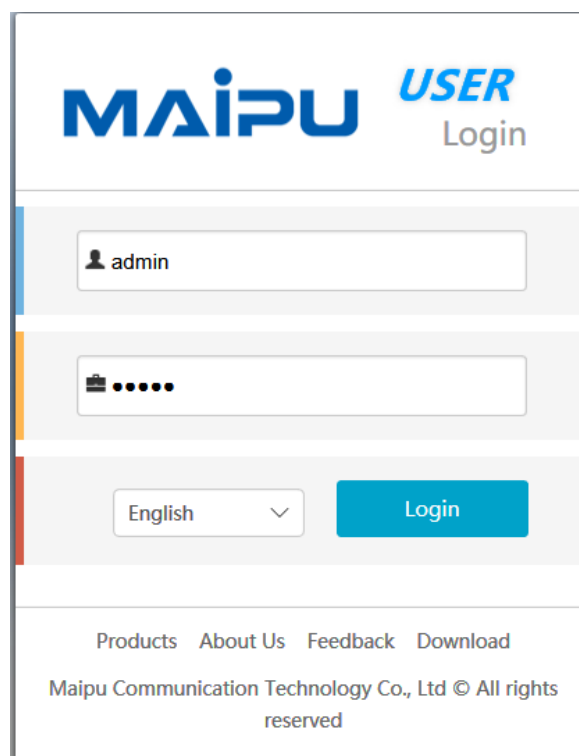 MAIPU
USER
Login
admin
•••••
English
Login
Products About Us Feedback Download
Maipu Communication Technology Co., Ltd © All rights
reserved